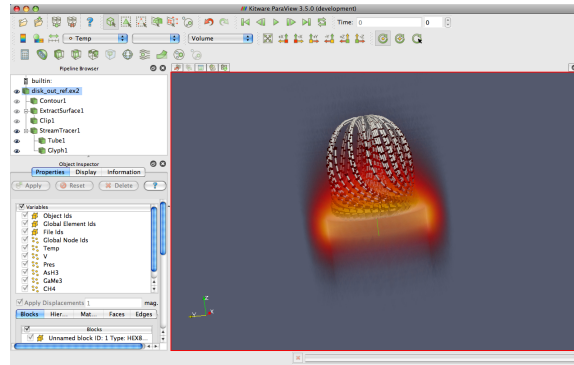 Kitware ParaView 3.5.0 (development)
Time: 0 0
Temp Volume
Pipeline Browser
builtin:
disk_out_ref.ex2
Contour1
ExtractSurface1
Clip1
StreamTracer1
Tube1
Glyph1
Object Inspector
Properties Display Information
Apply Reset Delete ?
Variables
Object Ids
Global Element Ids
File Ids
Global Node Ids
Temp
V
Pres
AsH3
GaMe3
CH4
Apply Displacements 1 mag.
Blocks Hier... Mat... Faces Edges
Blocks
Unnamed block ID: 1 Type: HEX8...
Z
Y X